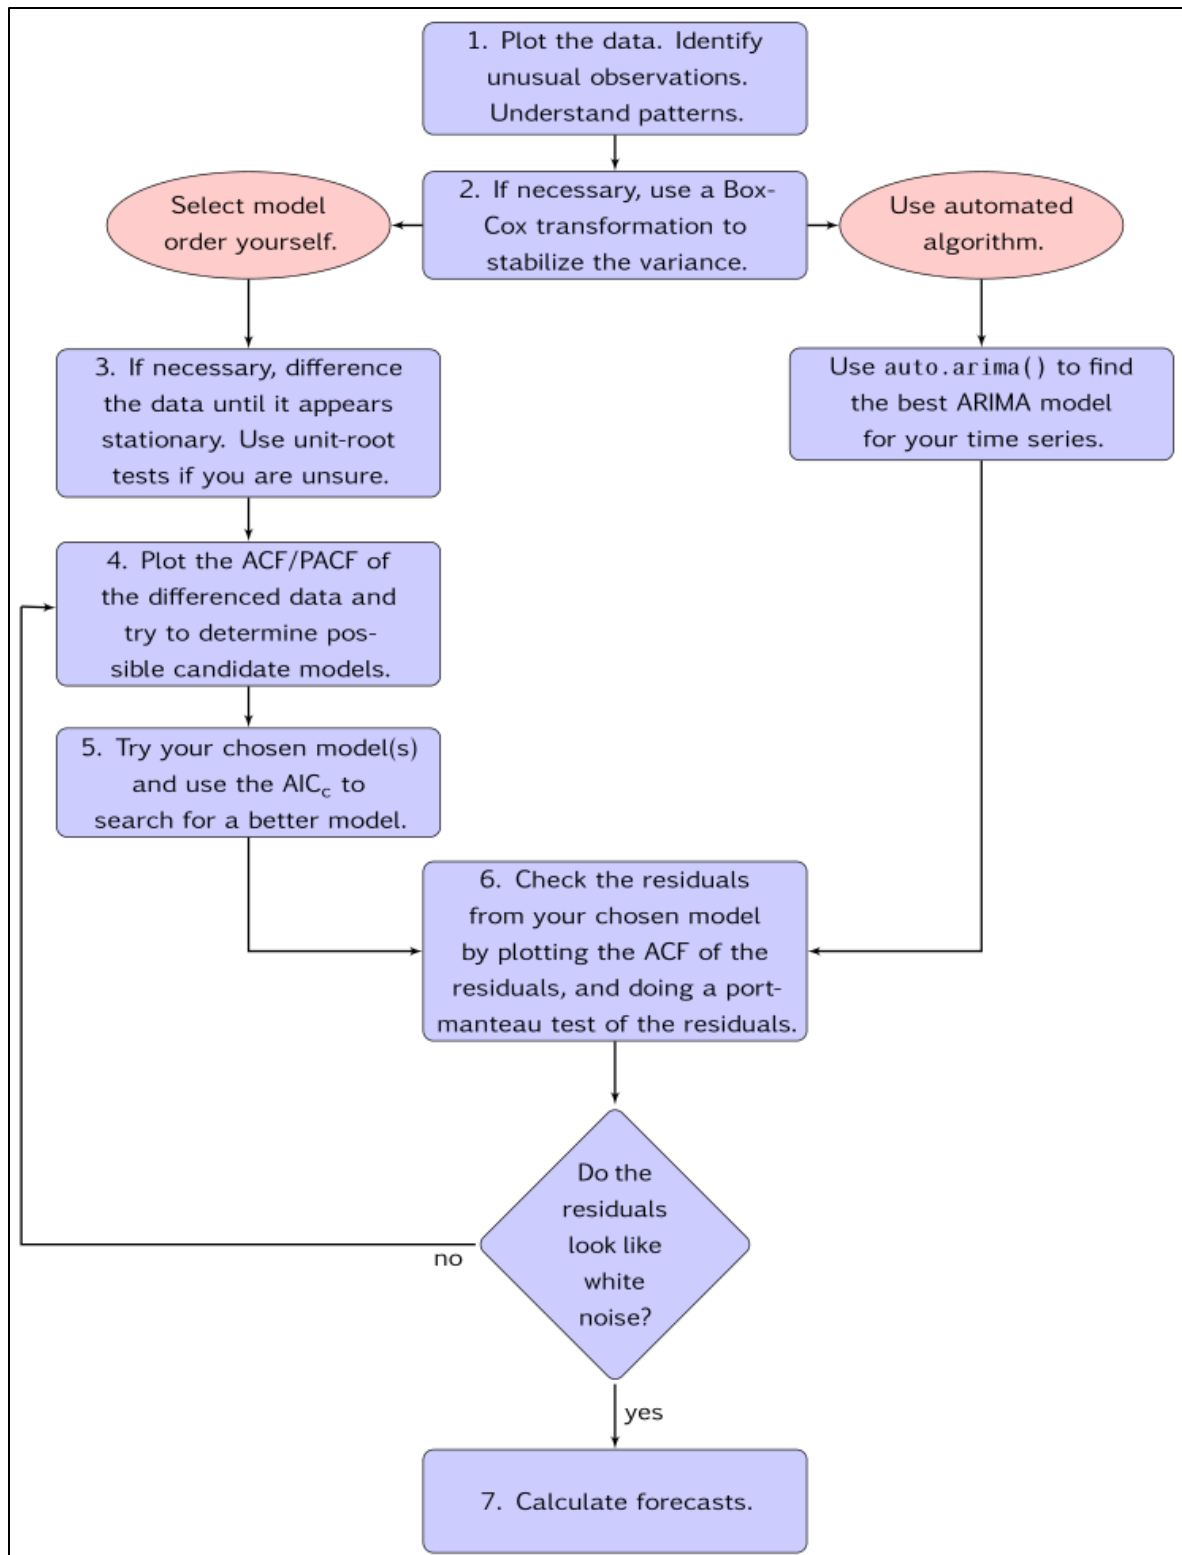 1. Plot the data. Identify
unusual observations.
Understand patterns.
Select model
order yourself.
2. If necessary, use a Box-
Cox transformation to
stabilize the variance.
Use automated
algorithm.
3. If necessary, difference
the data until it appears
stationary. Use unit-root
tests if you are unsure.
Use auto.arima() to find
the best ARIMA model
for your time series.
4. Plot the ACF/PACF of
the differenced data and
try to determine pos-
sible candidate models.
5. Try your chosen model(s)
and use the AICc to
search for a better model.
6. Check the residuals
from your chosen model
by plotting the ACF of the
residuals, and doing a port-
manteau test of the residuals.
Do the
residuals
look like
white
noise?
no
yes
7. Calculate forecasts.